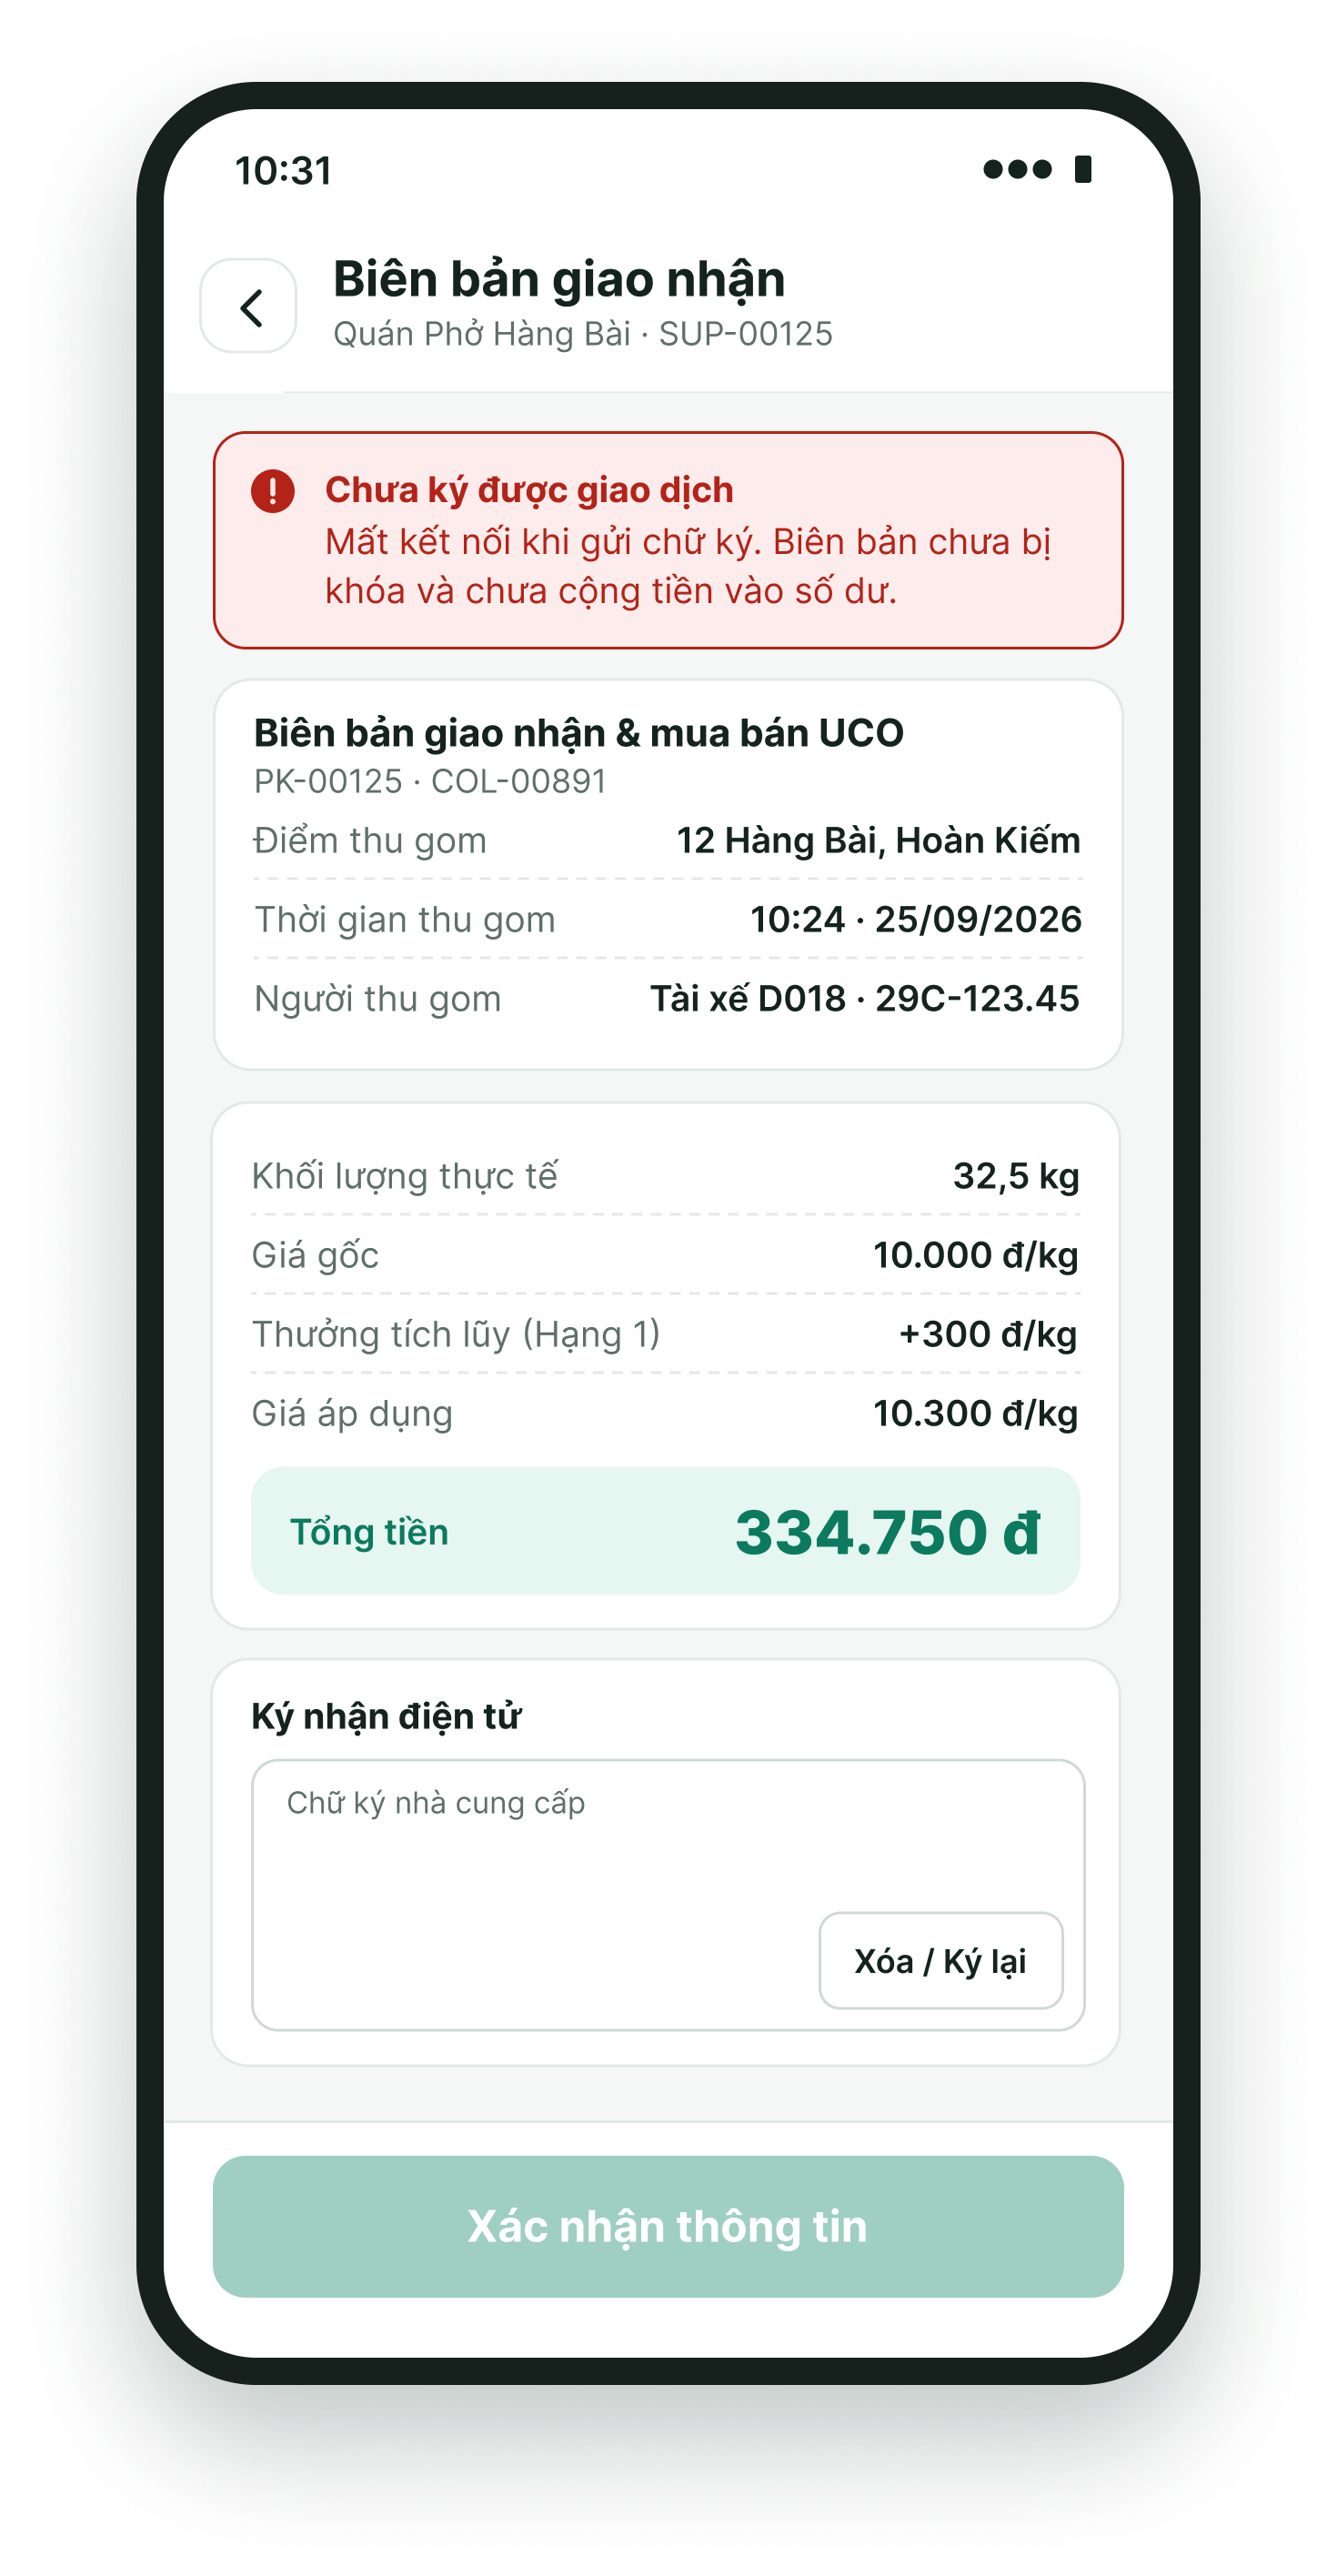 10:31
Biên bản giao nhận
Quán Phở Hàng Bài · SUP-00125
Chưa ký được giao dịch
Mất kết nối khi gửi chữ ký. Biên bản chưa bị
khóa và chưa cộng tiền vào số dư.
Biên bản giao nhận & mua bán UCO
PK-00125 · COL-00891
Điểm thu gom 12 Hàng Bài, Hoàn Kiếm
Thời gian thu gom 10:24 · 25/09/2026
Người thu gom Tài xế D018 · 29C-123.45
Khối lượng thực tế 32,5 kg
Giá gốc 10.000 đ/kg
Thưởng tích lũy (Hạng 1) +300 đ/kg
Giá áp dụng 10.300 đ/kg
Tổng tiền 334.750 đ
Ký nhận điện tử
Chữ ký nhà cung cấp
Xóa / Ký lại
Xác nhận thông tin